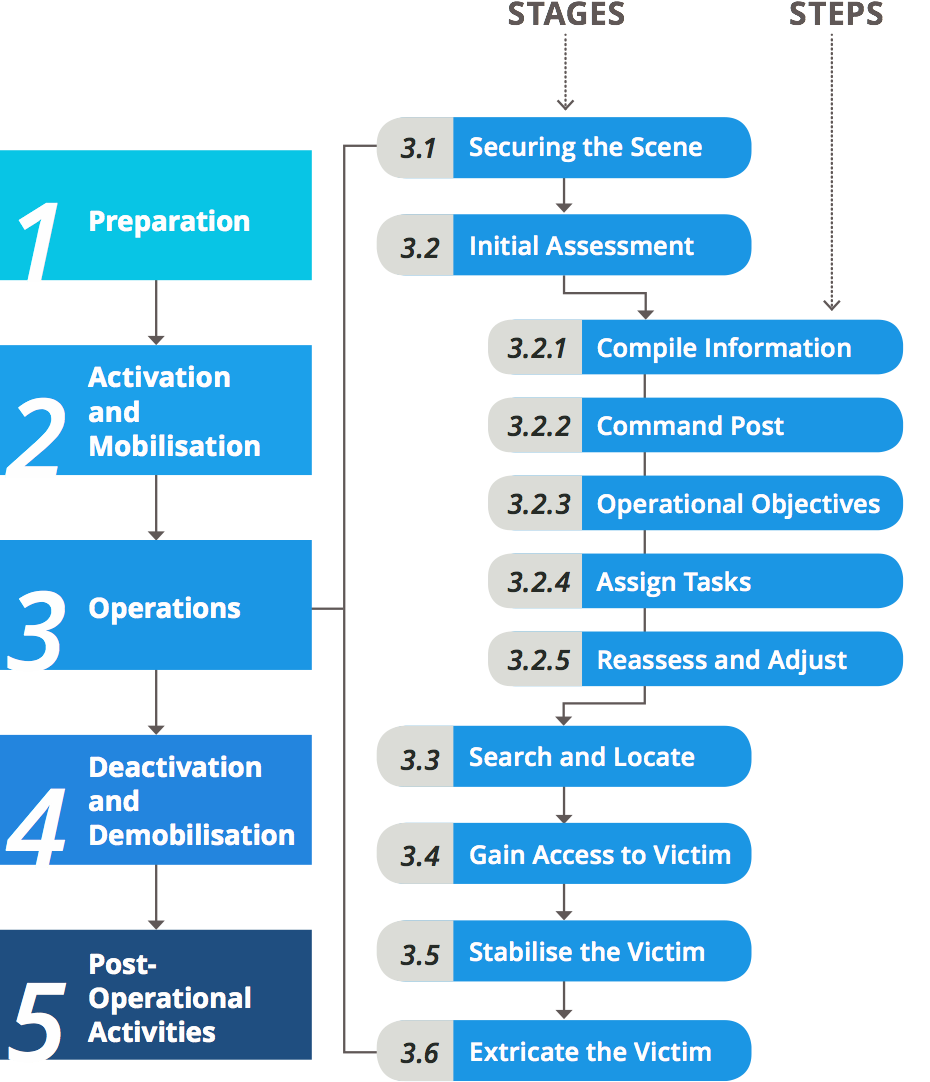 STAGES
STEPS
1
Preparation
2
Activation
and
Mobilisation
3
Operations
4
Deactivation
and
Demobilisation
5
Post-
Operational
Activities
3.1 Securing the Scene
3.2 Initial Assessment
3.2.1 Compile Information
3.2.2 Command Post
3.2.3 Operational Objectives
3.2.4 Assign Tasks
3.2.5 Reassess and Adjust
3.3 Search and Locate
3.4 Gain Access to Victim
3.5 Stabilise the Victim
3.6 Extricate the Victim